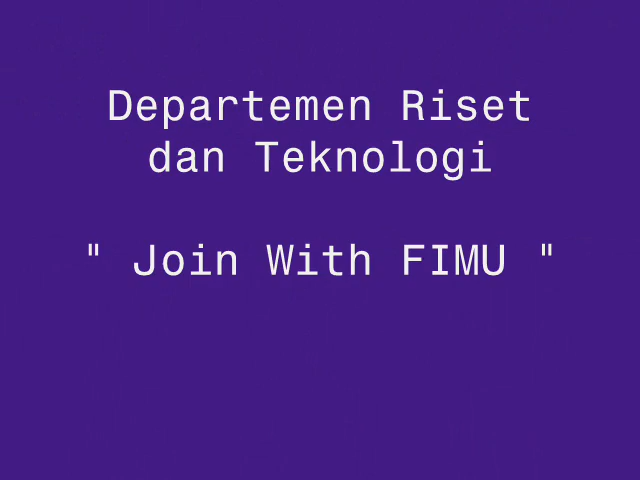 Departemen Riset
dan Teknologi
" Join With FIMU "